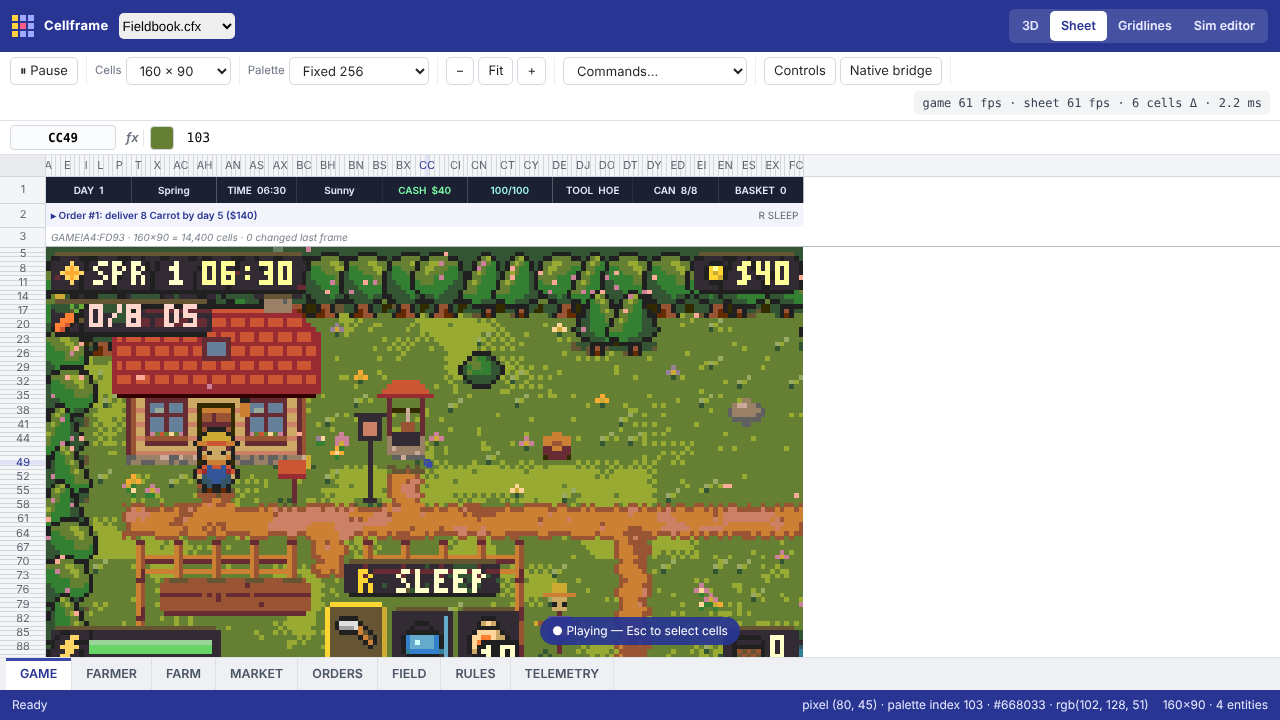 Cellframe Fieldbook.cfx 3D Sheet Gridlines Sim editor
Pause Cells 160 × 90 Palette Fixed 256 − Fit + Commands... Controls Native bridge
game 61 fps · sheet 61 fps · 6 cells Δ · 2.2 ms
CC49 fx 103
A E I L P T X AC AH AN AS AX BC BH BN BS BX CC CI CN CT CY DE DJ DO DT DY ED EI EN ES EX FC
1 DAY 1 Spring TIME 06:30 Sunny CASH $40 100/100 TOOL HOE CAN 8/8 BASKET 0
2 ▸ Order #1: deliver 8 Carrot by day 5 ($140) R SLEEP
3 GAME!A4:FD93 · 160×90 = 14,400 cells · 0 changed last frame
5
8 SPR 1 06:30 $40
11
14
17 0/8 D5
20
23
26
29
32
35
38
41
44
49
52
55
58
61
64
67
70
73
76 R SLEEP
79
82
85 Playing — Esc to select cells
88 0
GAME FARMER FARM MARKET ORDERS FIELD RULES TELEMETRY
Ready pixel (80, 45) · palette index 103 · #668033 · rgb(102, 128, 51) 160×90 · 4 entities